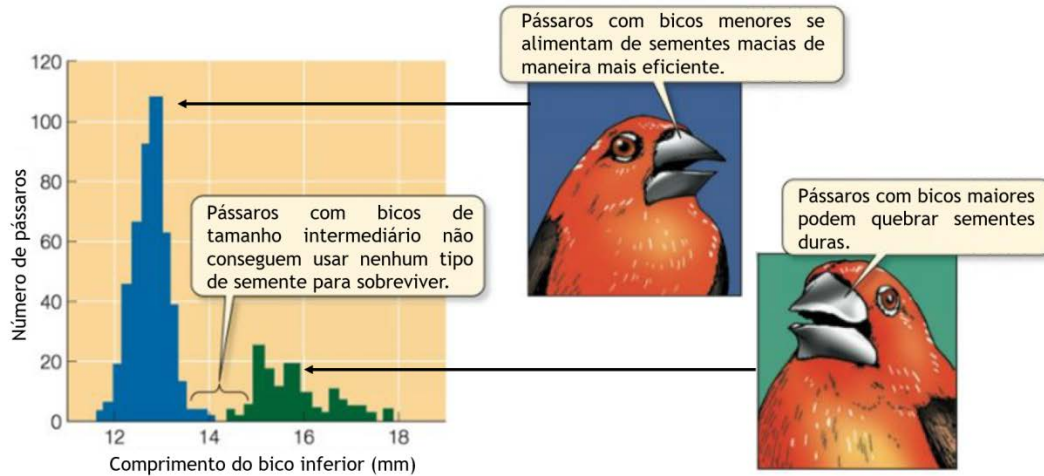 Pássaros com bicos menores se
alimentam de sementes macias de
maneira mais eficiente.
120
100
80
60
40
20
0
Número de pássaros
Pássaros com bicos de
tamanho intermediário não
conseguem usar nenhum tipo
de semente para sobreviver.
Pássaros com bicos maiores
podem quebrar sementes
duras.
12 14 16 18
Comprimento do bico inferior (mm)